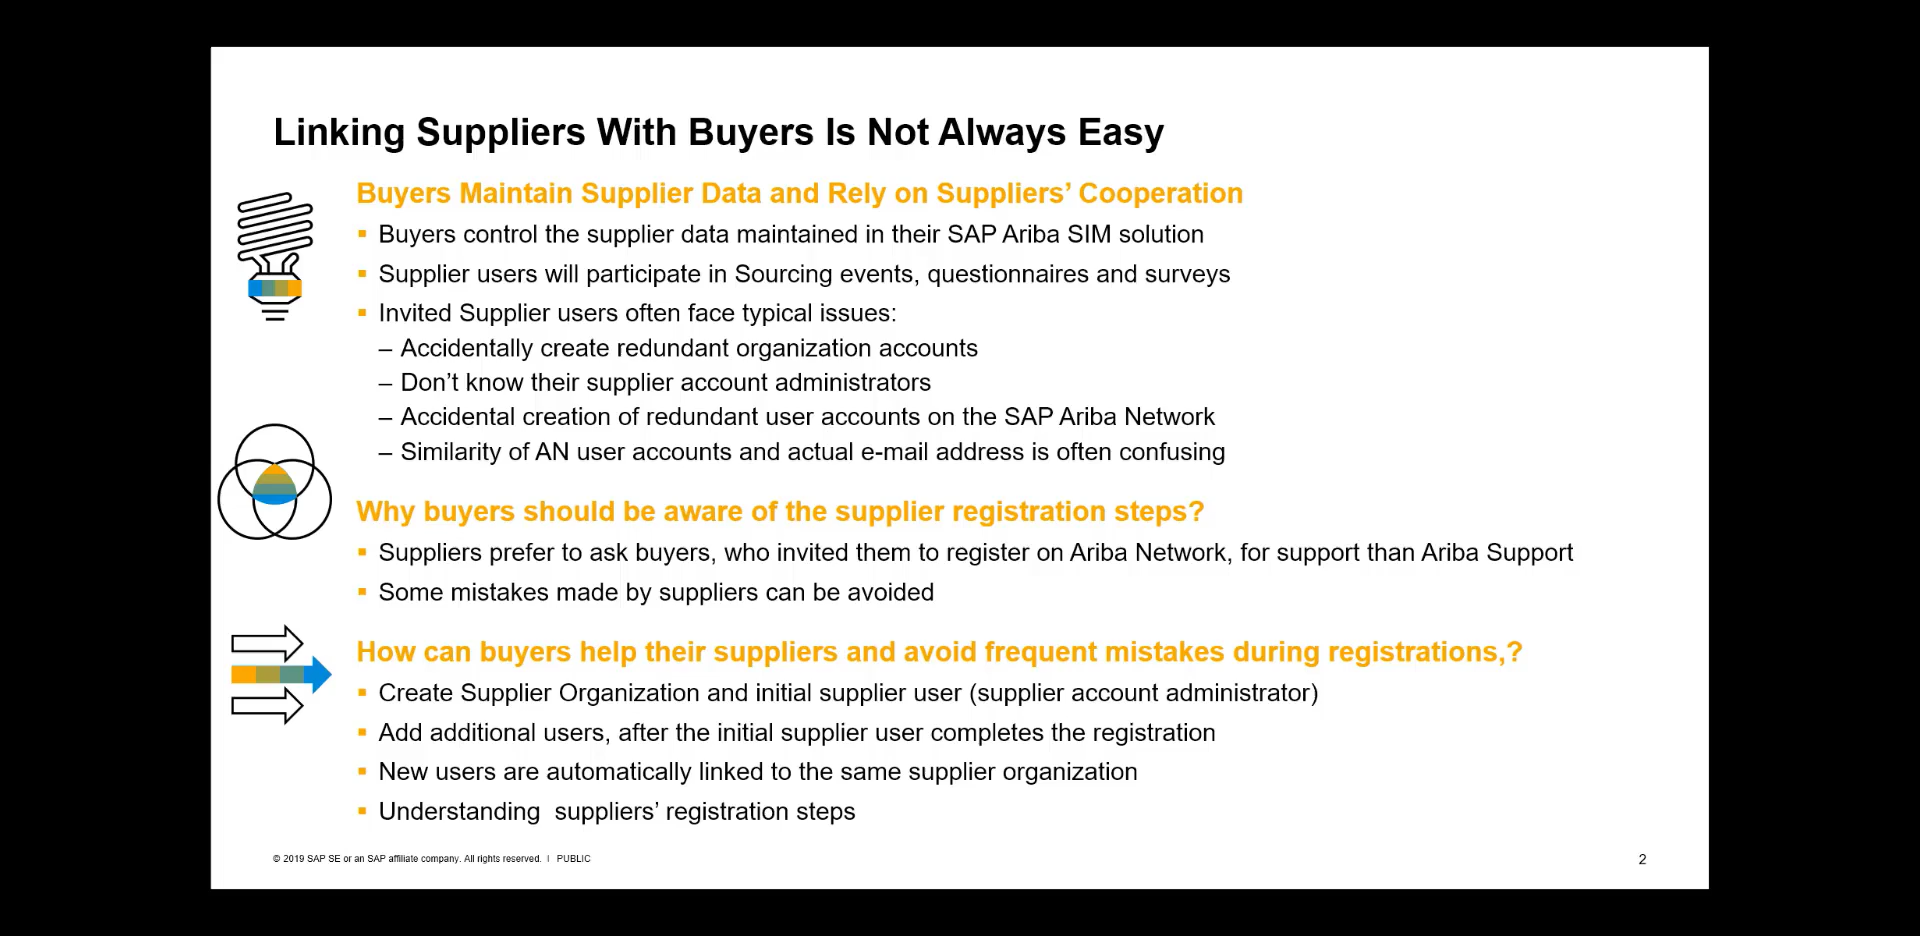 Linking Suppliers With Buyers Is Not Always Easy
Buyers Maintain Supplier Data and Rely on Suppliers’ Cooperation
▪ Buyers control the supplier data maintained in their SAP Ariba SIM solution
▪ Supplier users will participate in Sourcing events, questionnaires and surveys
▪ Invited Supplier users often face typical issues:
– Accidentally create redundant organization accounts
– Don’t know their supplier account administrators
– Accidental creation of redundant user accounts on the SAP Ariba Network
– Similarity of AN user accounts and actual e-mail address is often confusing
Why buyers should be aware of the supplier registration steps?
▪ Suppliers prefer to ask buyers, who invited them to register on Ariba Network, for support than Ariba Support
▪ Some mistakes made by suppliers can be avoided
How can buyers help their suppliers and avoid frequent mistakes during registrations,?
▪ Create Supplier Organization and initial supplier user (supplier account administrator)
▪ Add additional users, after the initial supplier user completes the registration
▪ New users are automatically linked to the same supplier organization
▪ Understanding  suppliers’ registration steps
© 2019 SAP SE or an SAP affiliate company. All rights reserved. | PUBLIC
2